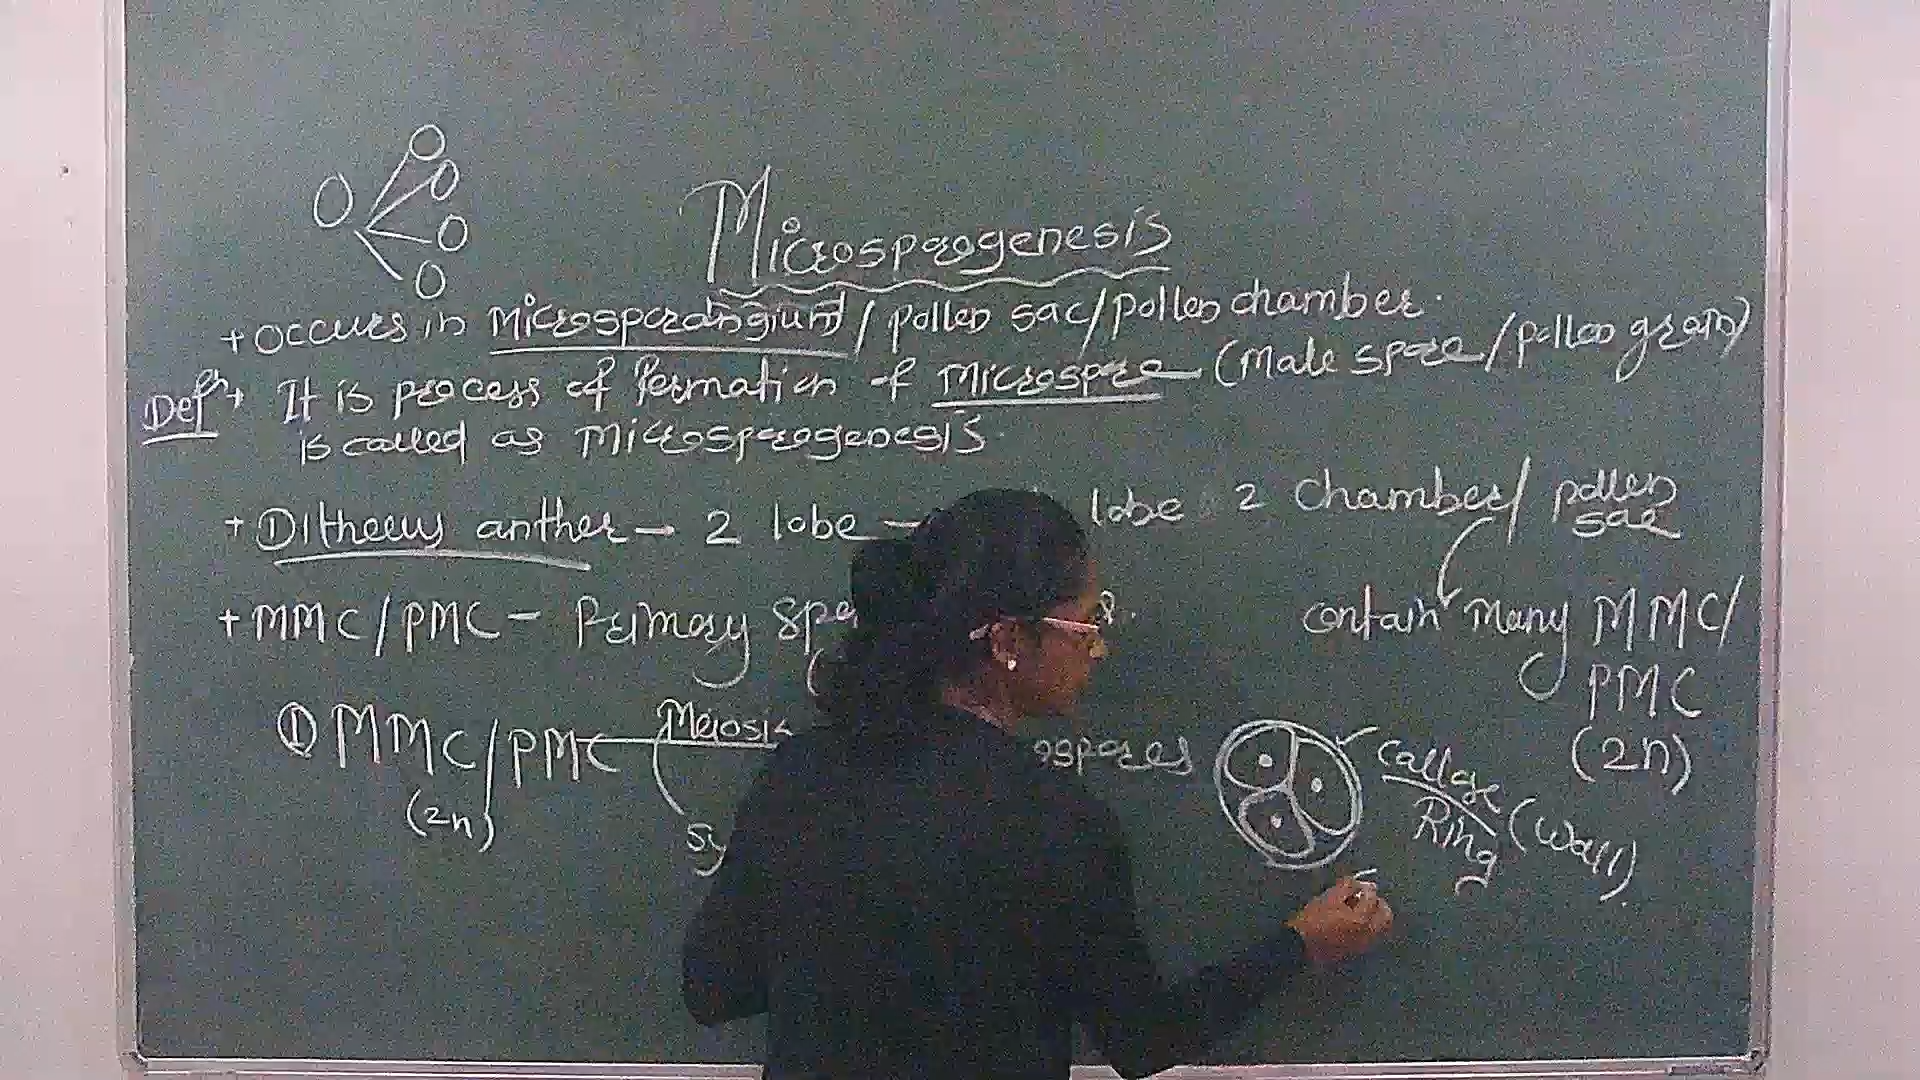 Microsporogenesis
+ occurs in Microsporangium / pollen sac / pollen chamber.
Defn + It is process of formation of Microspore (Male spore / pollen grain)
is called as Microsporogenesis.
+ Dithecus anther → 2 lobe – lobe 2 chamber / pollen sac
contain many MMC / PMC (2n)
+ MMC / PMC – Primary
① MMC / PMC Meiosis
(2n)
Callose Ring (wall)